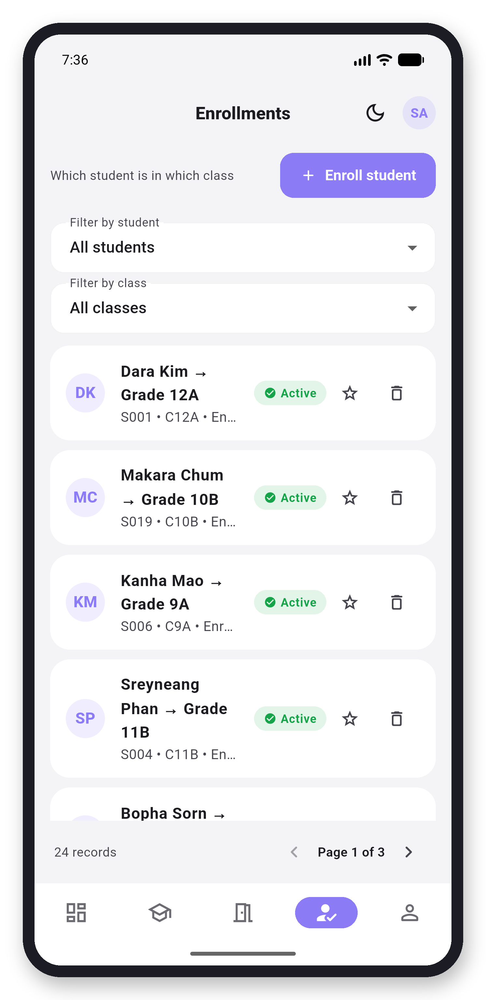 7:36
Enrollments
SA
Which student is in which class
+ Enroll student
Filter by student
All students
Filter by class
All classes
DK
Dara Kim →
Grade 12A
S001 • C12A • En...
Active
MC
Makara Chum
→ Grade 10B
S019 • C10B • En...
Active
KM
Kanha Mao →
Grade 9A
S006 • C9A • Enr...
Active
SP
Sreyneang
Phan → Grade
11B
S004 • C11B • En...
Active
Bopha Sorn →
24 records
Page 1 of 3